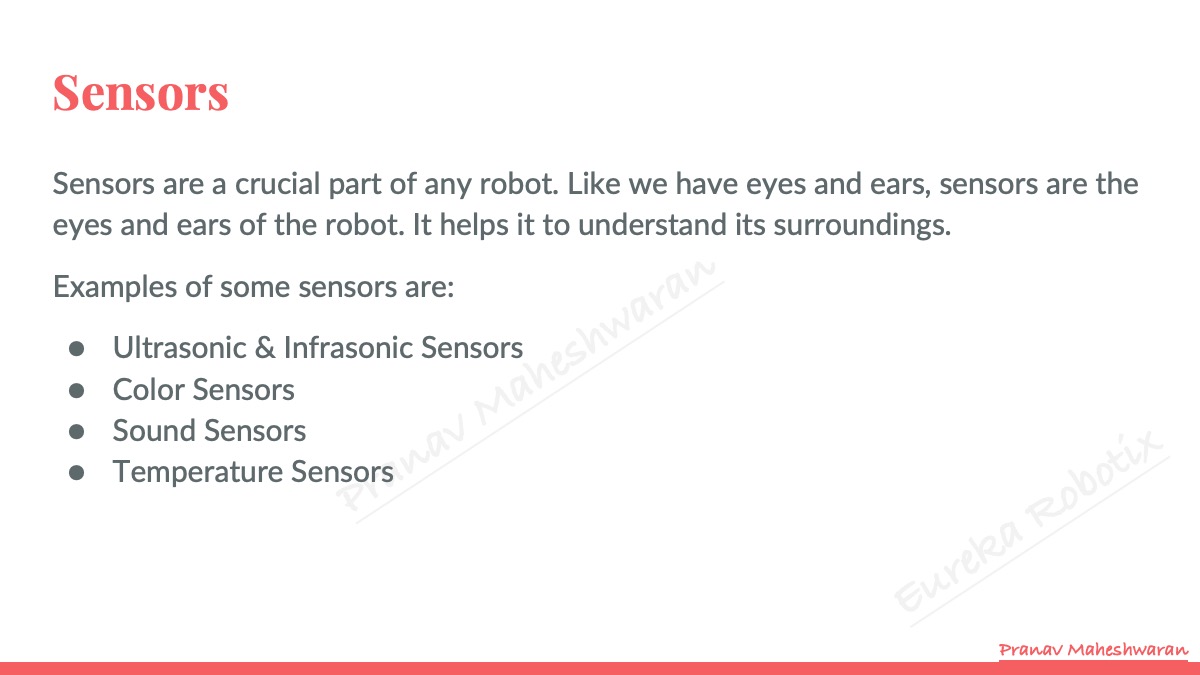 Sensors
Sensors are a crucial part of any robot. Like we have eyes and ears, sensors are the
eyes and ears of the robot. It helps it to understand its surroundings.
Examples of some sensors are:
● Ultrasonic & Infrasonic Sensors
● Color Sensors
● Sound Sensors
● Temperature Sensors
Pranav Maheshwaran
Eureka Robotix
Pranav Maheshwaran